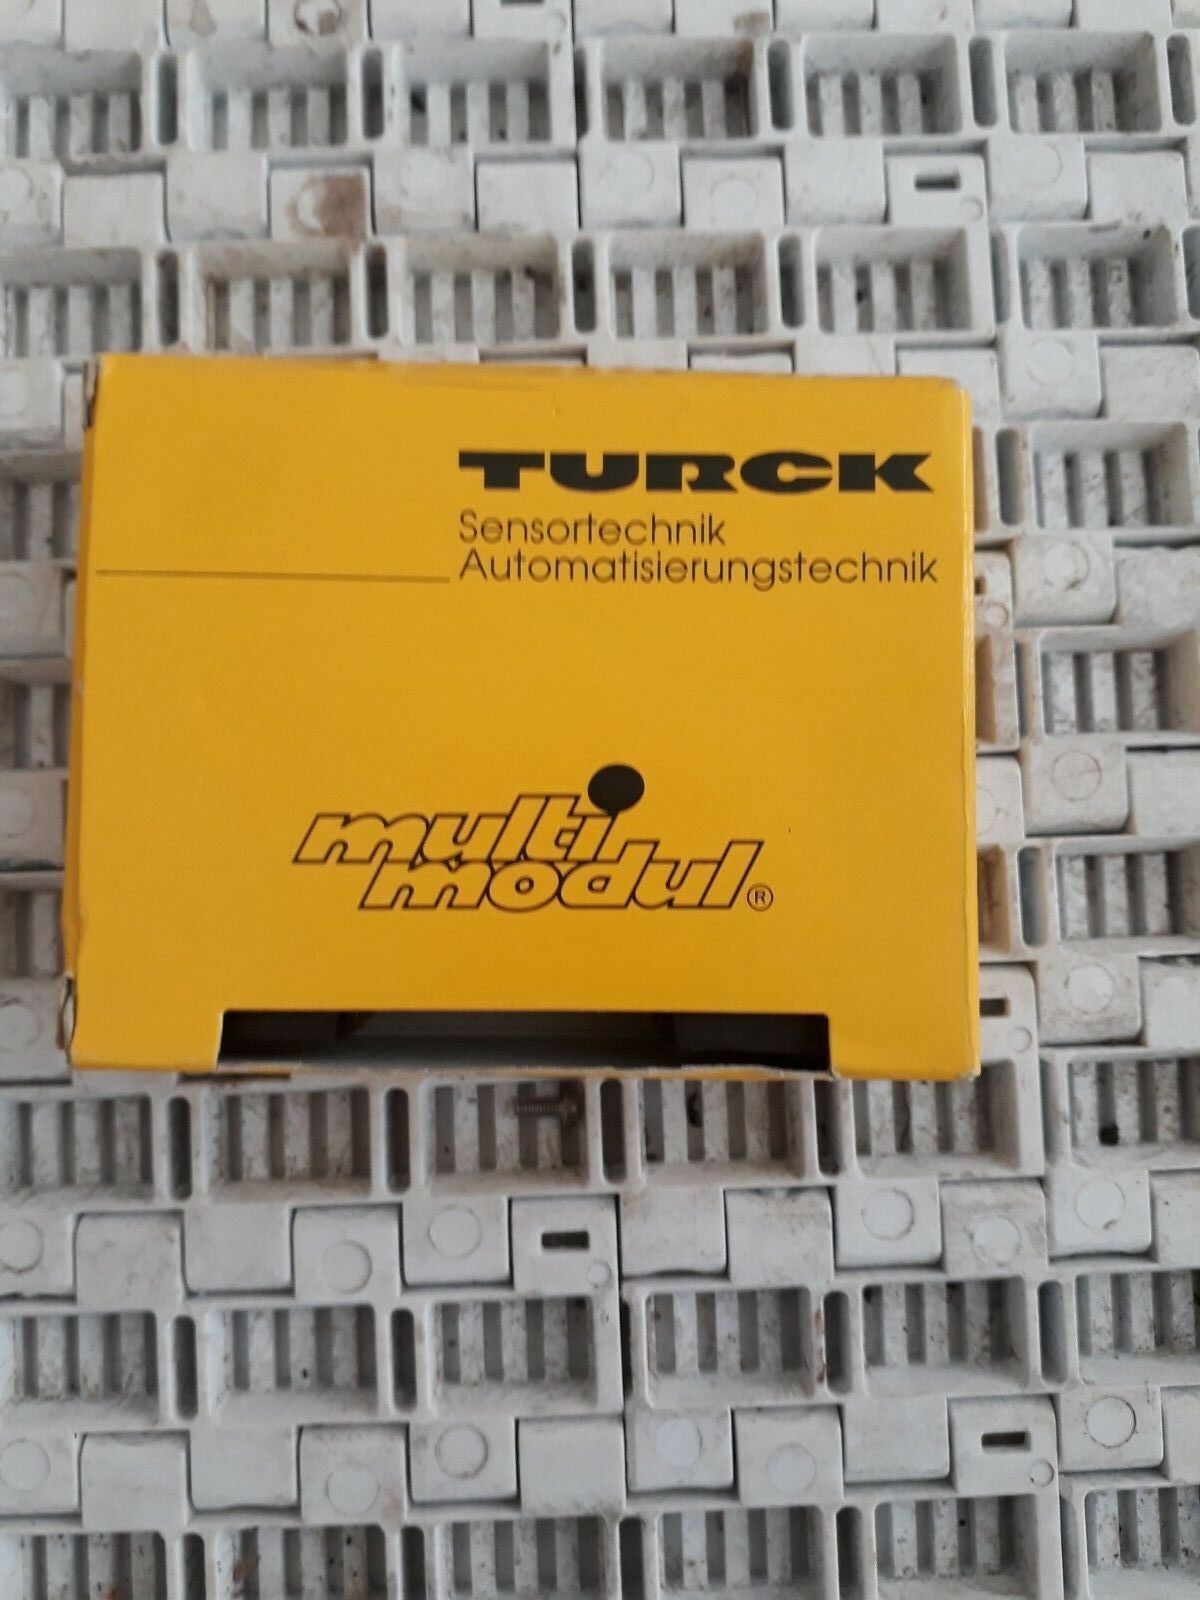 TURCK
Sensortechnik
Automatisierungstechnik
multi
modul®